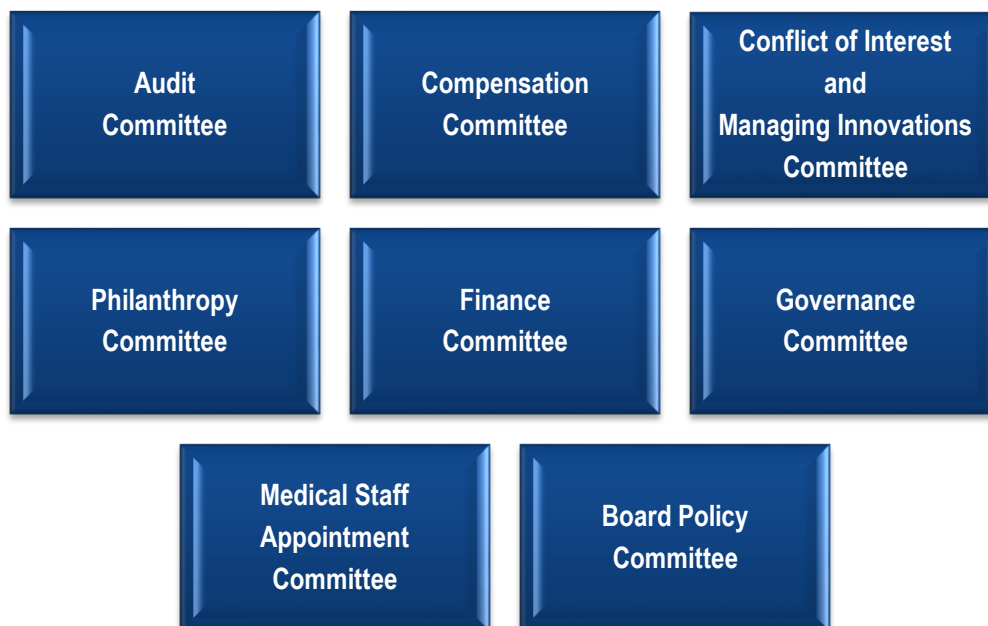 Audit
Committee
Compensation
Committee
Conflict of Interest
and
Managing Innovations
Committee
Philanthropy
Committee
Finance
Committee
Governance
Committee
Medical Staff
Appointment
Committee
Board Policy
Committee